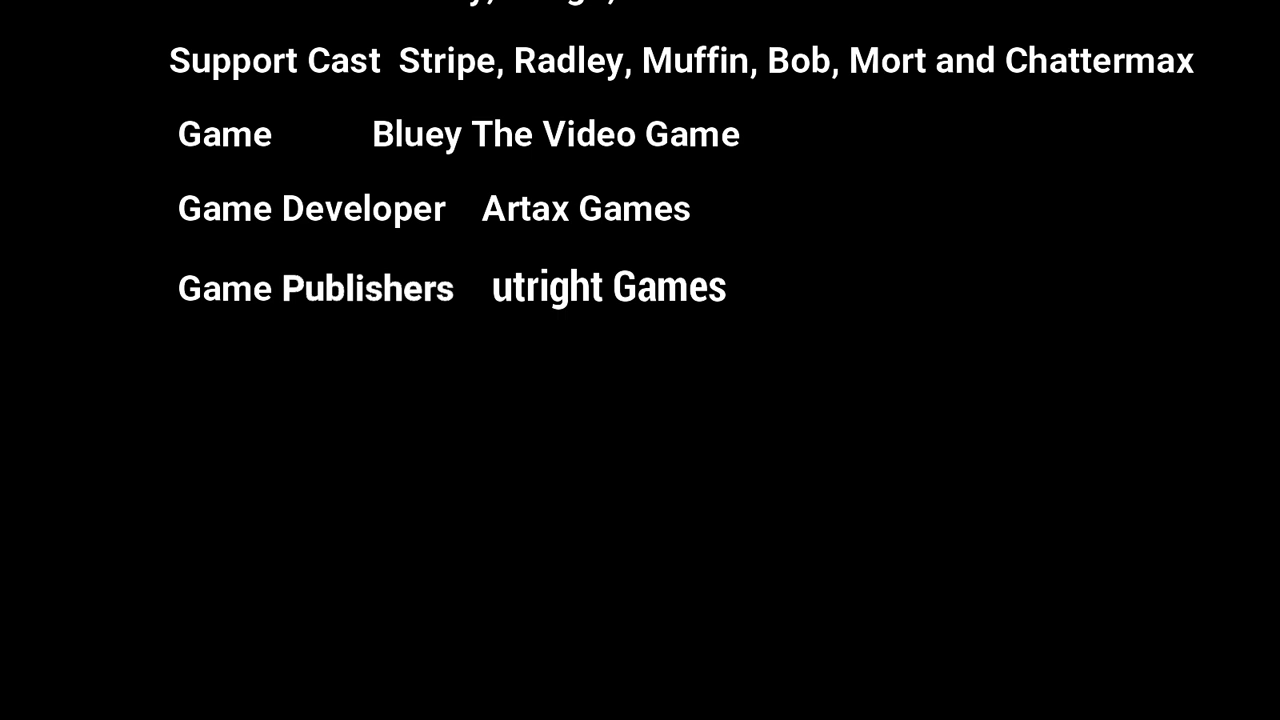 Support Cast Stripe, Radley, Muffin, Bob, Mort and Chattermax
Game Bluey The Video Game
Game Developer Artax Games
Game Publishers utright Games